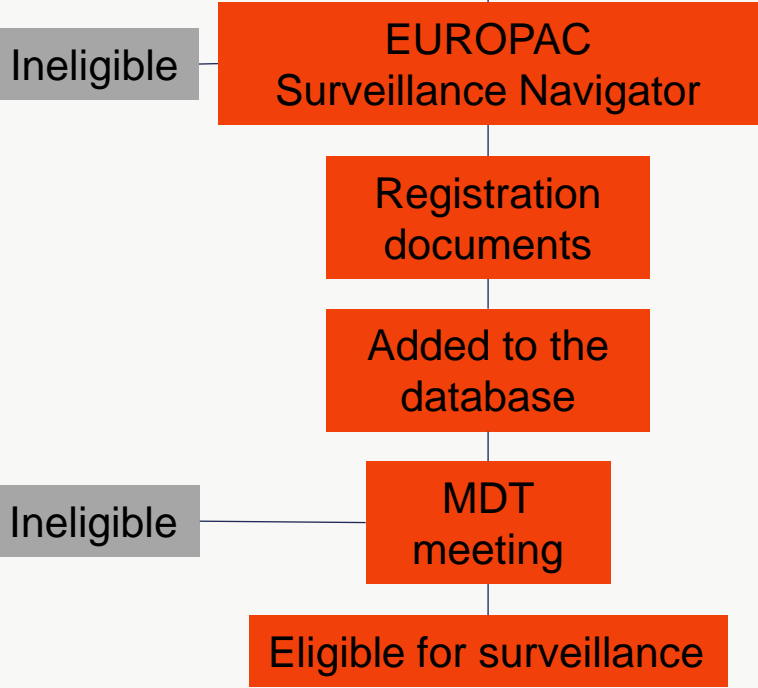 Ineligible
EUROPAC
Surveillance Navigator
Registration
documents
Added to the
database
Ineligible
MDT
meeting
Eligible for surveillance